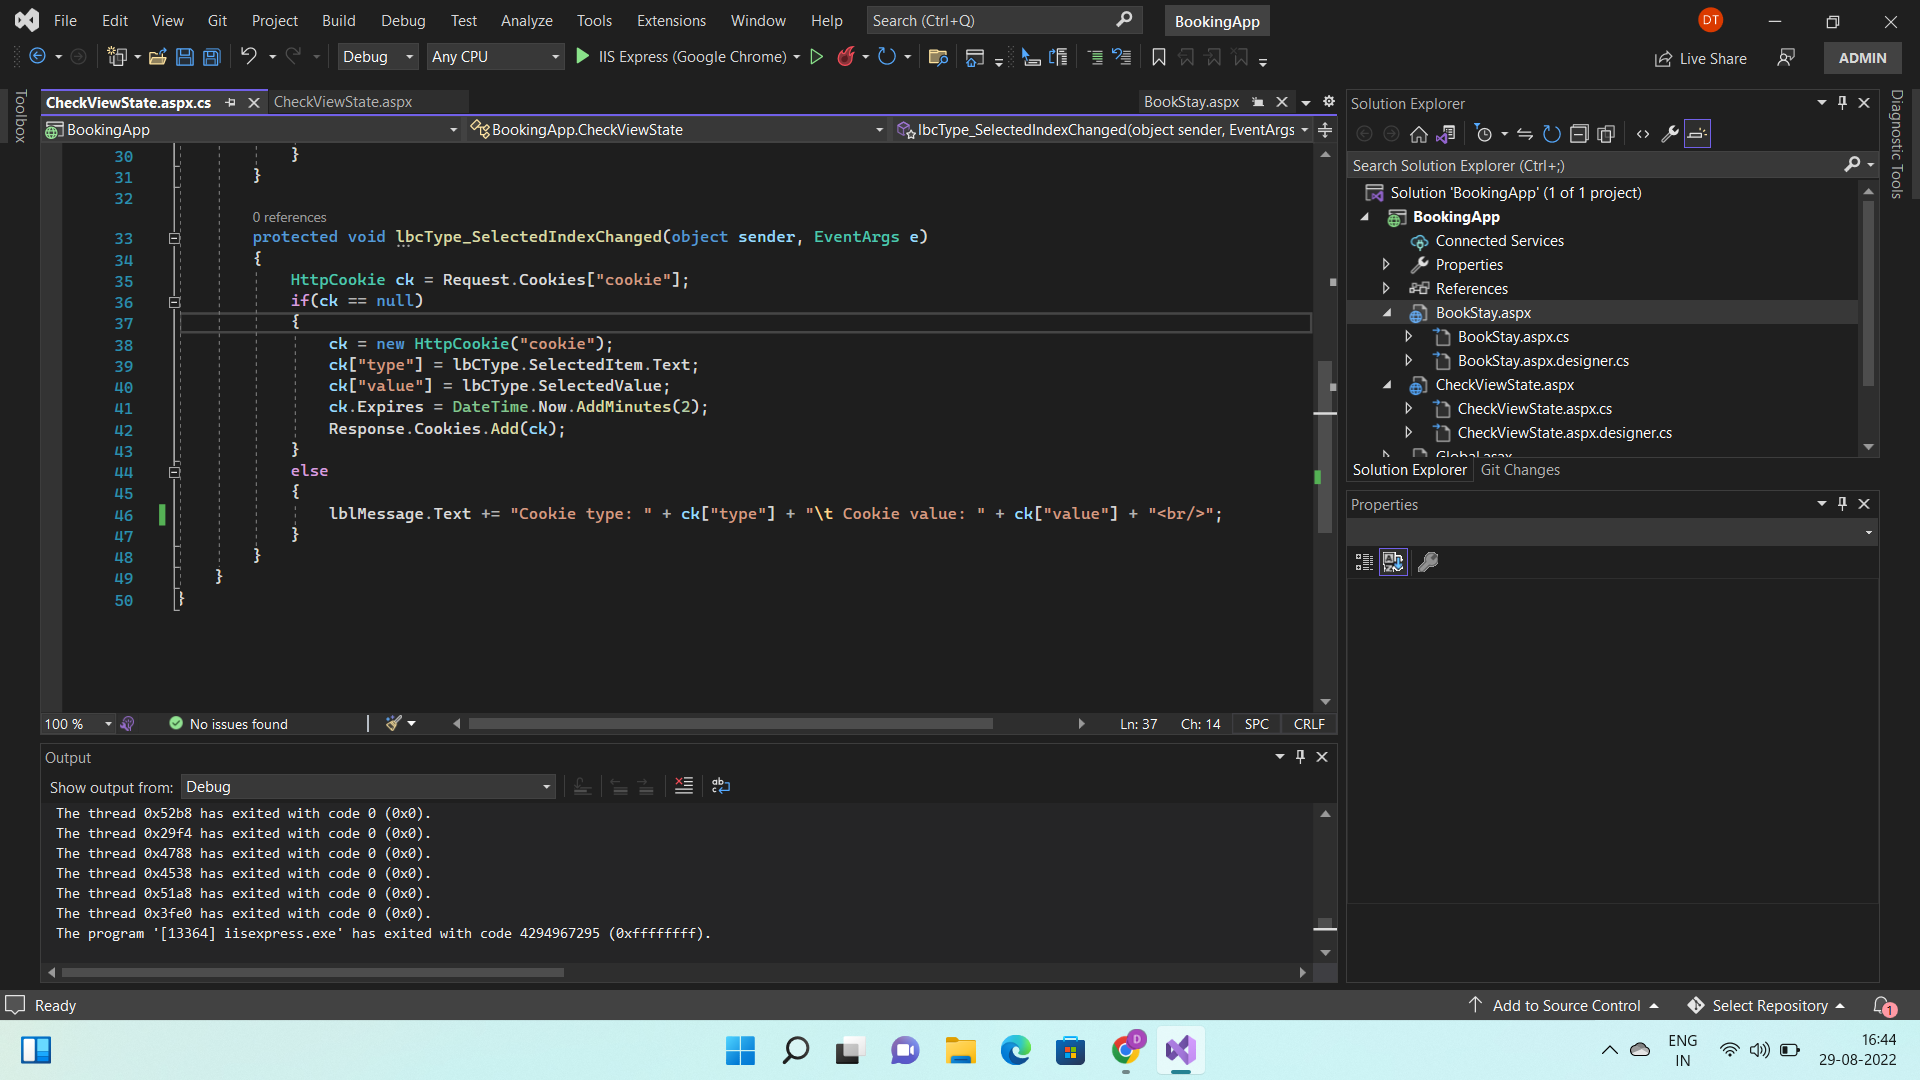 File Edit View Git Project Build Debug Test Analyze Tools Extensions Window Help Search (Ctrl+Q) BookingApp DT
Debug Any CPU IIS Express (Google Chrome) Live Share ADMIN
Toolbox
CheckViewState.aspx.cs CheckViewState.aspx BookStay.aspx
BookingApp BookingApp.CheckViewState lbcType_SelectedIndexChanged(object sender, EventArgs
30 }
31 }
32
0 references
33 protected void lbcType_SelectedIndexChanged(object sender, EventArgs e)
34 {
35 HttpCookie ck = Request.Cookies["cookie"];
36 if(ck == null)
37 {
38 ck = new HttpCookie("cookie");
39 ck["type"] = lbCType.SelectedItem.Text;
40 ck["value"] = lbCType.SelectedValue;
41 ck.Expires = DateTime.Now.AddMinutes(2);
42 Response.Cookies.Add(ck);
43 }
44 else
45 {
46 lblMessage.Text += "Cookie type: " + ck["type"] + "\t Cookie value: " + ck["value"] + "<br/>";
47 }
48 }
49 }
50 }
100 % No issues found Ln: 37 Ch: 14 SPC CRLF
Output
Show output from: Debug
The thread 0x52b8 has exited with code 0 (0x0).
The thread 0x29f4 has exited with code 0 (0x0).
The thread 0x4788 has exited with code 0 (0x0).
The thread 0x4538 has exited with code 0 (0x0).
The thread 0x51a8 has exited with code 0 (0x0).
The thread 0x3fe0 has exited with code 0 (0x0).
The program '[13364] iisexpress.exe' has exited with code 4294967295 (0xffffffff).
Solution Explorer
Search Solution Explorer (Ctrl+;)
Solution 'BookingApp' (1 of 1 project)
BookingApp
Connected Services
Properties
References
BookStay.aspx
BookStay.aspx.cs
BookStay.aspx.designer.cs
CheckViewState.aspx
CheckViewState.aspx.cs
CheckViewState.aspx.designer.cs
Global.asax
Solution Explorer Git Changes
Properties
Diagnostic Tools
Ready Add to Source Control Select Repository 1
D ENG 16:44
IN 29-08-2022